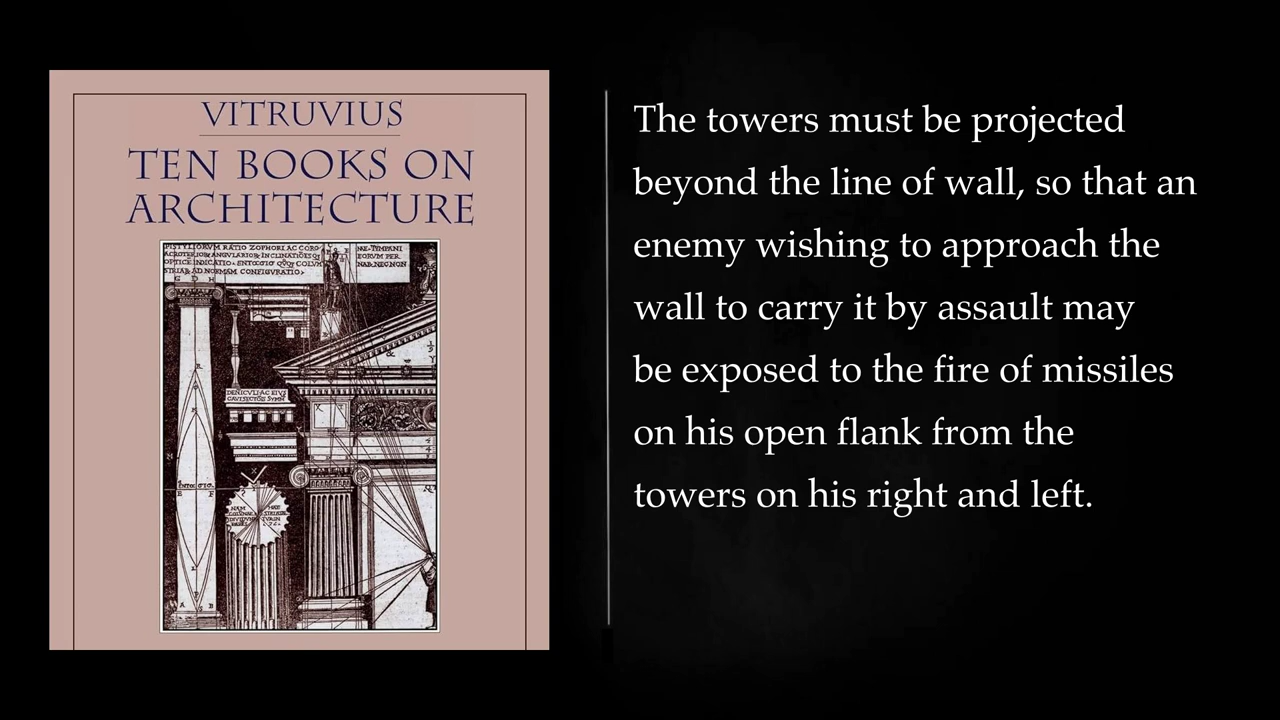 VITRUVIUS
TEN BOOKS ON
ARCHITECTURE
The towers must be projected
beyond the line of wall, so that an
enemy wishing to approach the
wall to carry it by assault may
be exposed to the fire of missiles
on his open flank from the
towers on his right and left.